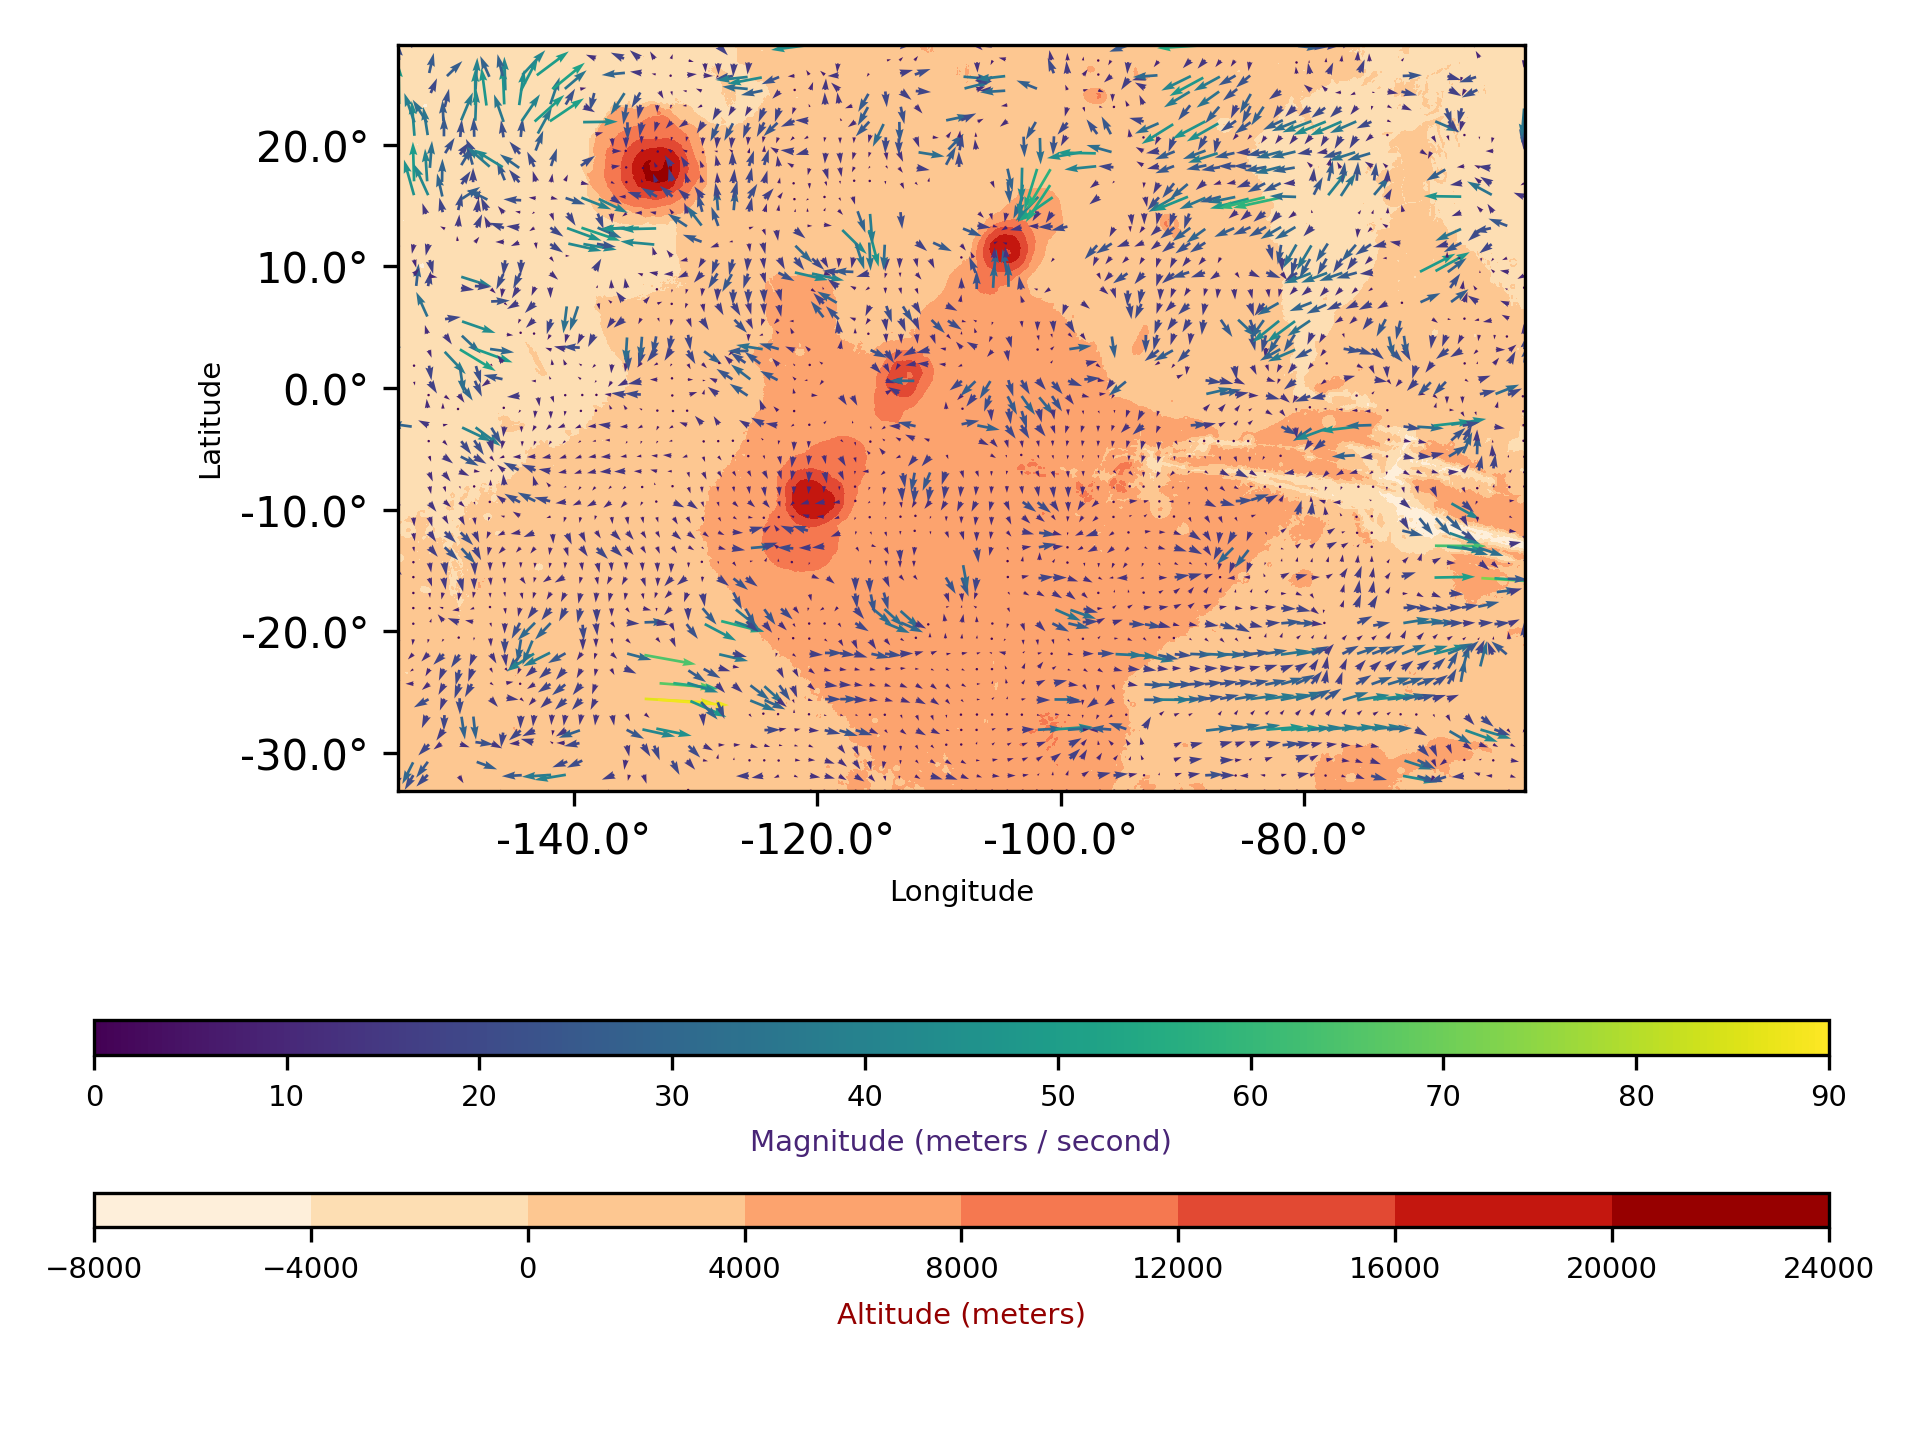 20.0°
10.0°
0.0°
-10.0°
-20.0°
-30.0°
Latitude
-140.0° -120.0° -100.0° -80.0°
Longitude
0 10 20 30 40 50 60 70 80 90
Magnitude (meters / second)
−8000 −4000 0 4000 8000 12000 16000 20000 24000
Altitude (meters)